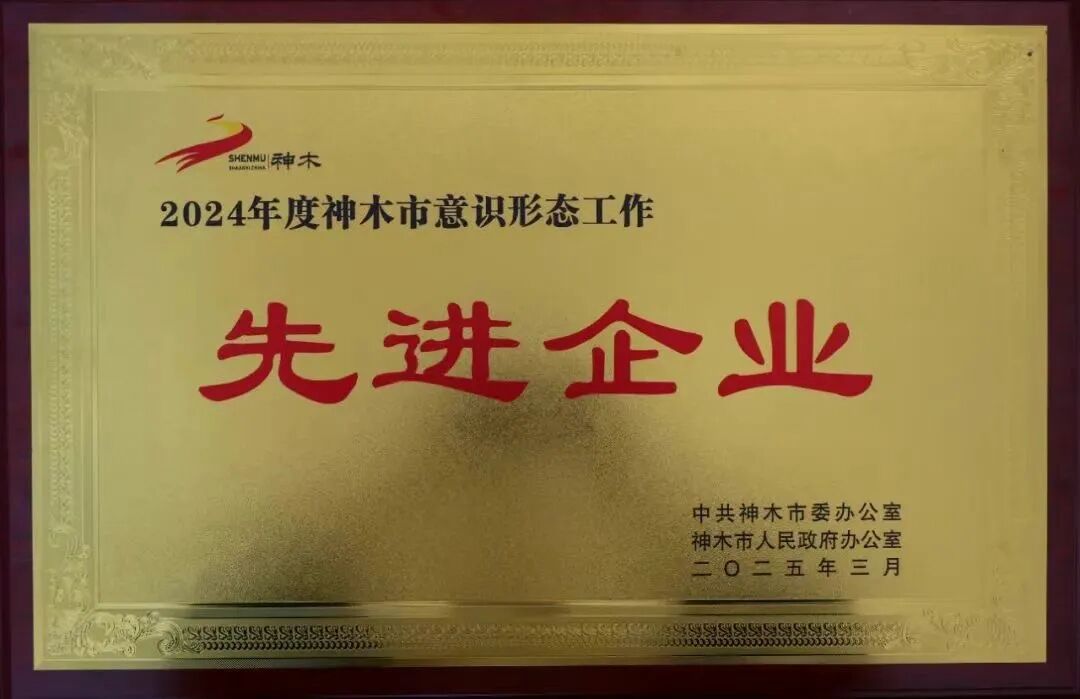 SHENMU 神木
SHAANXI CHINA
2024年度神木市意识形态工作
先进企业
中共神木市委办公室
神木市人民政府办公室
二〇二五年三月